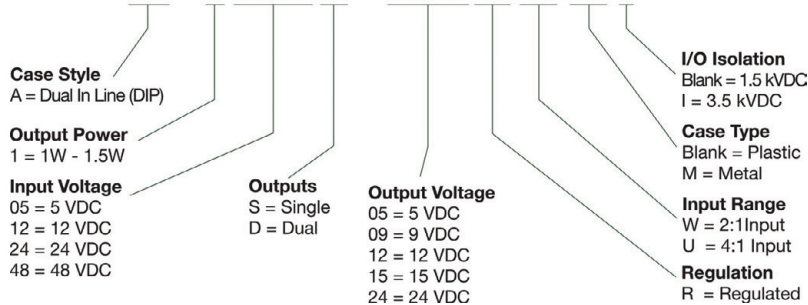 Case Style
A = Dual In Line (DIP)
Output Power
1 = 1W - 1.5W
Input Voltage
05 = 5 VDC
12 = 12 VDC
24 = 24 VDC
48 = 48 VDC
Outputs
S = Single
D = Dual
Output Voltage
05 = 5 VDC
09 = 9 VDC
12 = 12 VDC
15 = 15 VDC
24 = 24 VDC
I/O Isolation
Blank = 1.5 kVDC
I = 3.5 kVDC
Case Type
Blank = Plastic
M = Metal
Input Range
W = 2:1Input
U = 4:1 Input
Regulation
R = Regulated